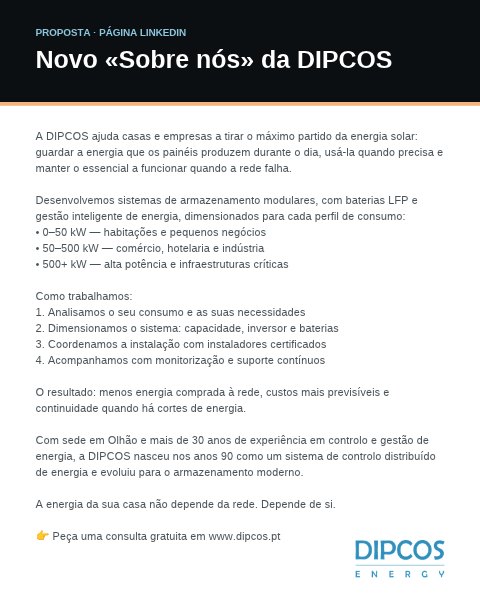 PROPOSTA · PÁGINA LINKEDIN
Novo «Sobre nós» da DIPCOS
A DIPCOS ajuda casas e empresas a tirar o máximo partido da energia solar:
guardar a energia que os painéis produzem durante o dia, usá-la quando precisa e
manter o essencial a funcionar quando a rede falha.
Desenvolvemos sistemas de armazenamento modulares, com baterias LFP e
gestão inteligente de energia, dimensionados para cada perfil de consumo:
• 0–50 kW — habitações e pequenos negócios
• 50–500 kW — comércio, hotelaria e indústria
• 500+ kW — alta potência e infraestruturas críticas
Como trabalhamos:
1. Analisamos o seu consumo e as suas necessidades
2. Dimensionamos o sistema: capacidade, inversor e baterias
3. Coordenamos a instalação com instaladores certificados
4. Acompanhamos com monitorização e suporte contínuos
O resultado: menos energia comprada à rede, custos mais previsíveis e
continuidade quando há cortes de energia.
Com sede em Olhão e mais de 30 anos de experiência em controlo e gestão de
energia, a DIPCOS nasceu nos anos 90 como um sistema de controlo distribuído
de energia e evoluiu para o armazenamento moderno.
A energia da sua casa não depende da rede. Depende de si.
👉 Peça uma consulta gratuita em www.dipcos.pt
DIPCOS
ENERGY